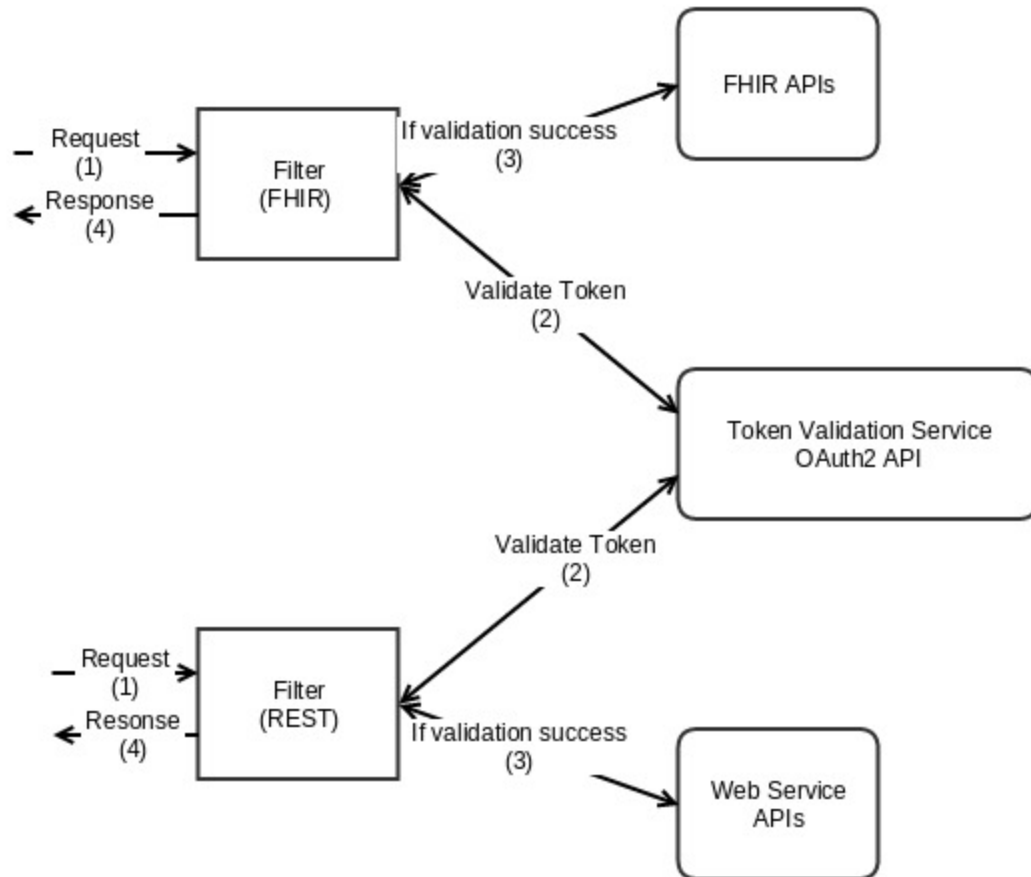 FHIR APIs
Request
(1)
If validation success
(3)
Filter
(FHIR)
Response
(4)
Validate Token
(2)
Token Validation Service
OAuth2 API
Validate Token
(2)
Request
(1)
Filter
(REST)
Resonse
(4)
If validation success
(3)
Web Service
APIs